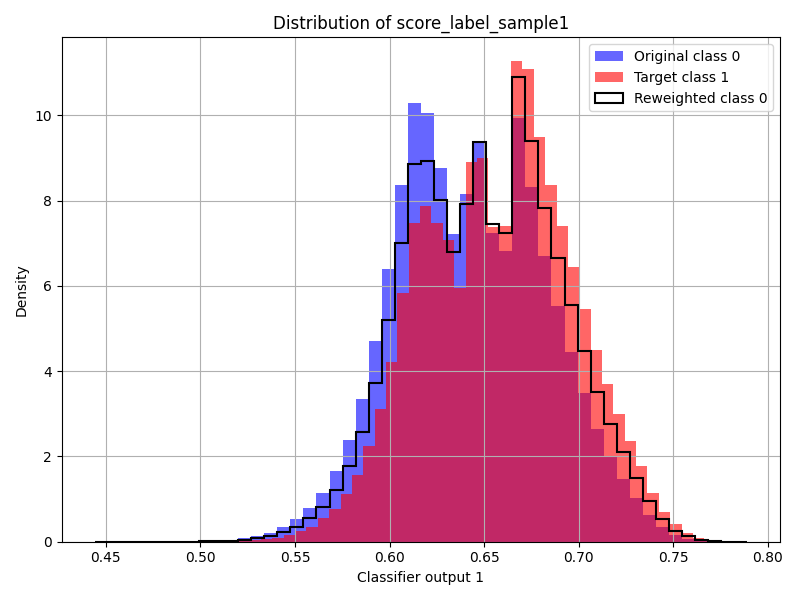 Distribution of score_label_sample1
Original class 0
Target class 1
Reweighted class 0
Density
10
8
6
4
2
0
0.45 0.50 0.55 0.60 0.65 0.70 0.75 0.80
Classifier output 1